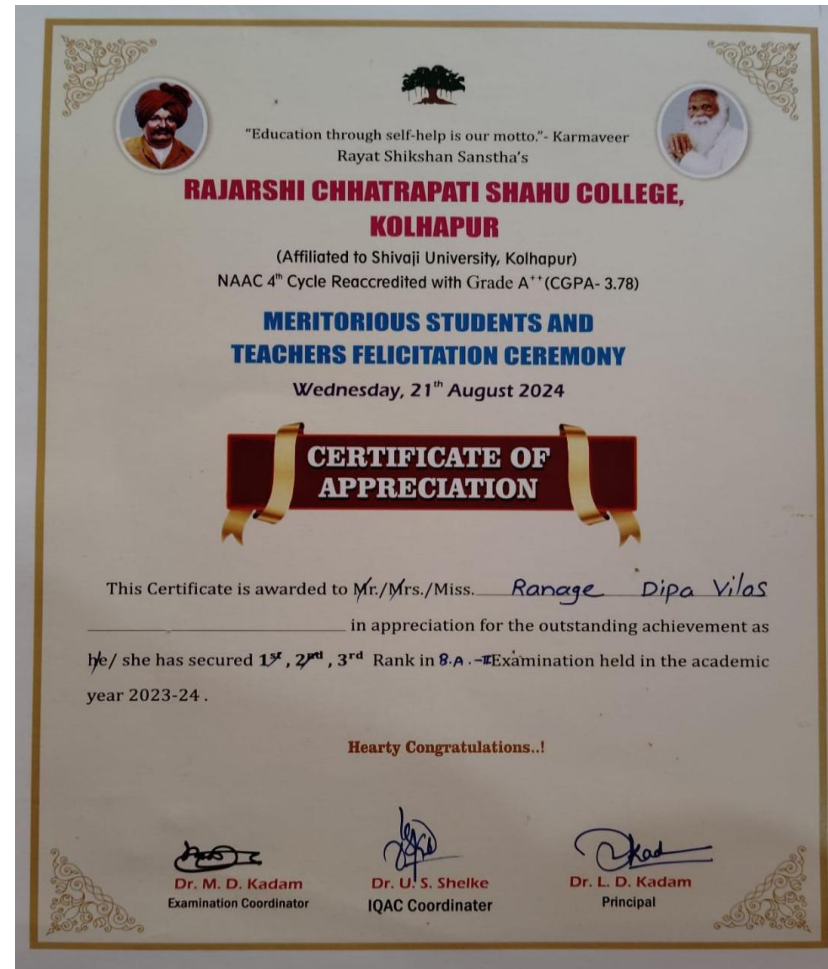 "Education through self-help is our motto."- Karmaveer
Rayat Shikshan Sanstha's
RAJARSHI CHHATRAPATI SHAHU COLLEGE,
KOLHAPUR
(Affiliated to Shivaji University, Kolhapur)
NAAC 4th Cycle Reaccredited with Grade A++(CGPA- 3.78)
MERITORIOUS STUDENTS AND
TEACHERS FELICITATION CEREMONY
Wednesday, 21th August 2024
CERTIFICATE OF
APPRECIATION
This Certificate is awarded to Mr./Mrs./Miss. Ranage Dipa Vilas
in appreciation for the outstanding achievement as
he/ she has secured 1st, 2nd, 3rd Rank in B.A.-II Examination held in the academic
year 2023-24.
Hearty Congratulations..!
Dr. M. D. Kadam
Examination Coordinator
Dr. U. S. Shelke
IQAC Coordinater
Dr. L. D. Kadam
Principal